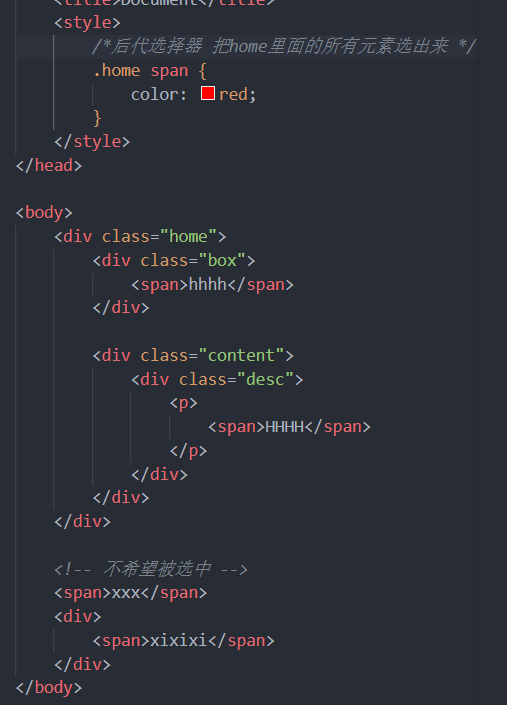 <title>Document</title>
<style>
/*后代选择器 把home里面的所有元素选出来 */
.home span {
color: red;
}
</style>
</head>
<body>
<div class="home">
<div class="box">
<span>hhhh</span>
</div>
<div class="content">
<div class="desc">
<p>
<span>HHHH</span>
</p>
</div>
</div>
</div>
<!-- 不希望被选中 -->
<span>xxx</span>
<div>
<span>xixixi</span>
</div>
</body>